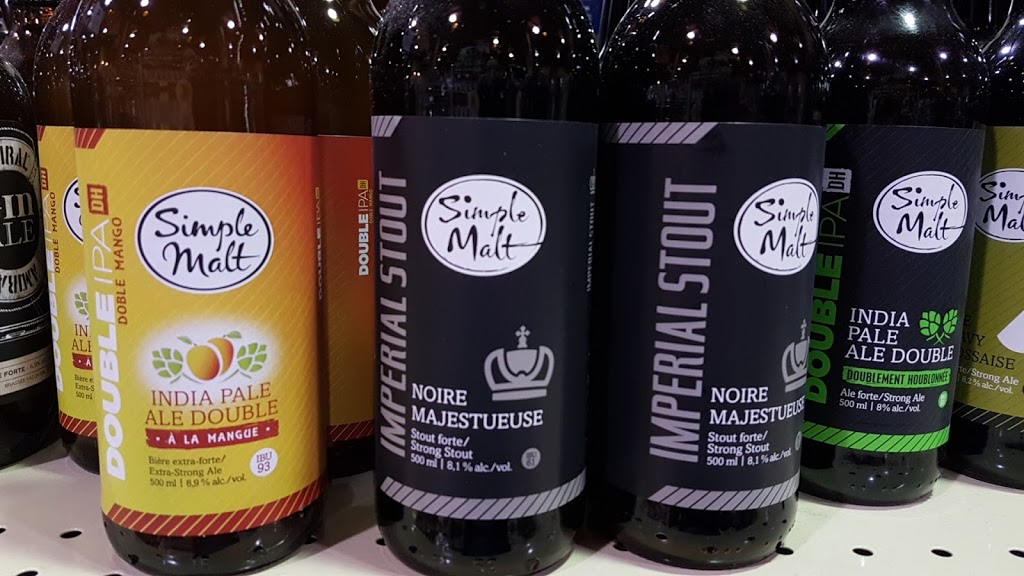 DOUBLE IPA DH
DOBLE MANGO
Simple
Malt
INDIA PALE
ALE DOUBLE
• À LA MANGUE •
Bière extra-forte/
Extra-Strong Ale
500 ml | 8,9 % alc./vol.
IBU
93
DOUBLE IPA
IMPERIAL STOUT
Simple
Malt
NOIRE
MAJESTUEUSE
Stout forte/
Strong Stout
500 ml | 8,1 % alc./vol.
IMPERIAL STOUT
IMPERIAL STOUT
Simple
Malt
NOIRE
MAJESTUEUSE
Stout forte/
Strong Stout
500 ml | 8,1 % alc./vol.
DOUBLE IPA DH
Simple
Malt
INDIA
PALE
ALE DOUBLE
DOUBLEMENT HOUBLONNÉE
Ale forte/Strong Ale
500 ml | 8% alc./vol.
Simple
Malt